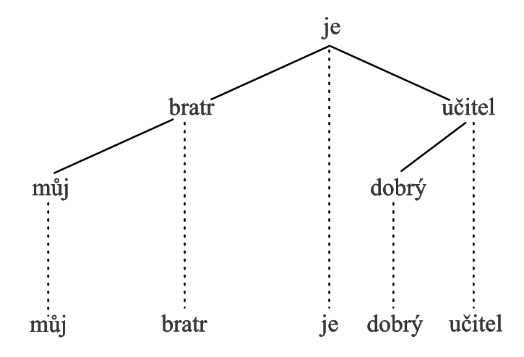 je
bratr učitel
můj dobrý
můj bratr je dobrý učitel